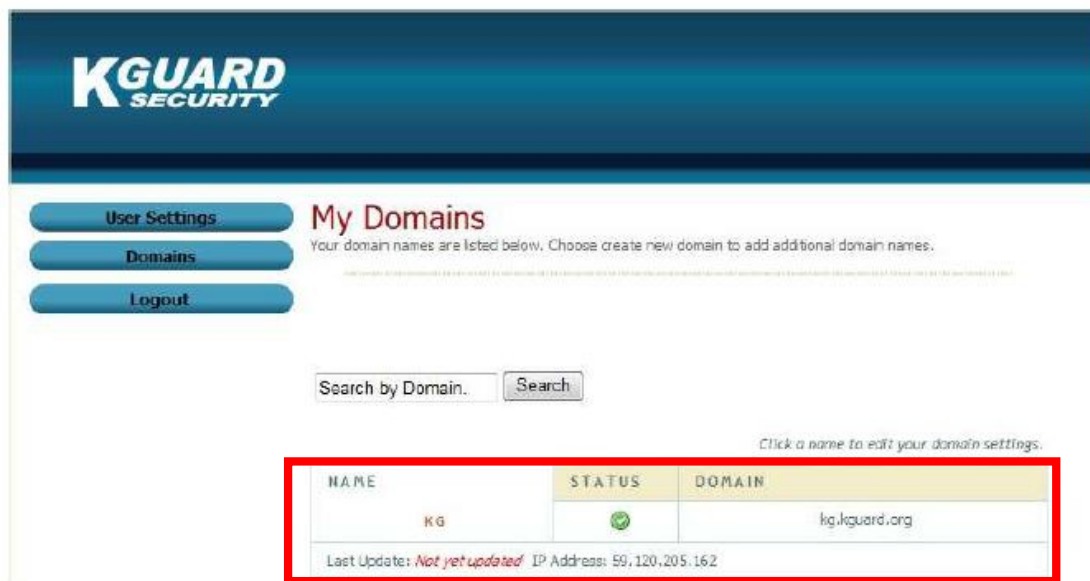 KGUARD
SECURITY
User Settings
Domains
Logout
My Domains
Your domain names are listed below. Choose create new domain to add additional domain names.
Search by Domain.
Search
Click a name to edit your domain settings.
NAME STATUS DOMAIN
KG kg.kguard.org
Last Update: Not yet updated IP Address: 59.120.205.162